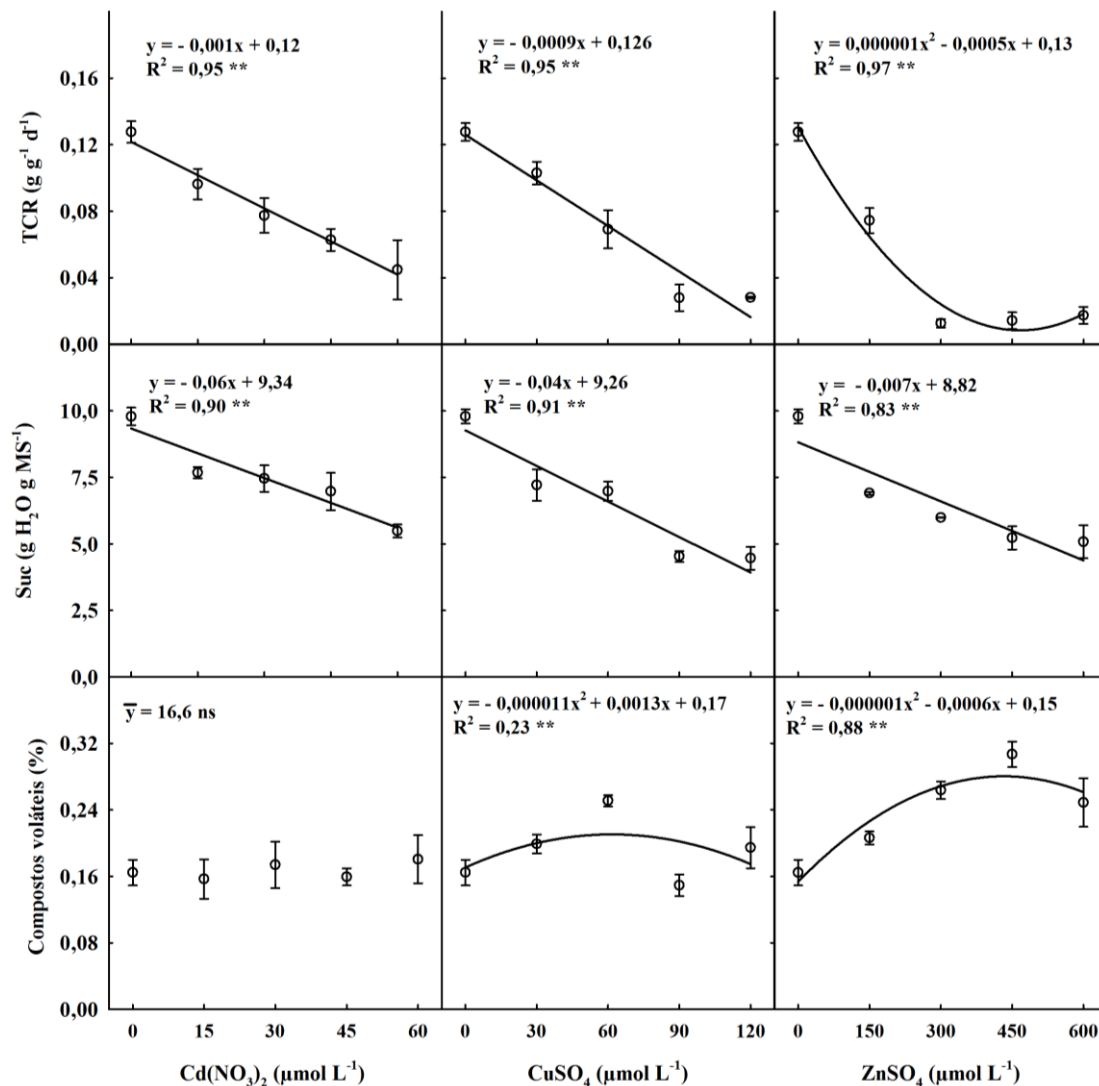 y = - 0,001x + 0,12
R² = 0,95 **
y = - 0,0009x + 0,126
R² = 0,95 **
y = 0,000001x² - 0,0005x + 0,13
R² = 0,97 **
TCR (g g⁻¹ d⁻¹)
0,16
0,12
0,08
0,04
0,00
y = - 0,06x + 9,34
R² = 0,90 **
y = - 0,04x + 9,26
R² = 0,91 **
y = - 0,007x + 8,82
R² = 0,83 **
Suc (g H₂O g MS⁻¹)
10,0
7,5
5,0
2,5
0,0
y̅ = 16,6 ns
y = - 0,000011x² + 0,0013x + 0,17
R² = 0,23 **
y = - 0,000001x² - 0,0006x + 0,15
R² = 0,88 **
Compostos voláteis (%)
0,32
0,24
0,16
0,08
0,00
0 15 30 45 60
0 30 60 90 120
0 150 300 450 600
Cd(NO₃)₂ (µmol L⁻¹)
CuSO₄ (µmol L⁻¹)
ZnSO₄ (µmol L⁻¹)